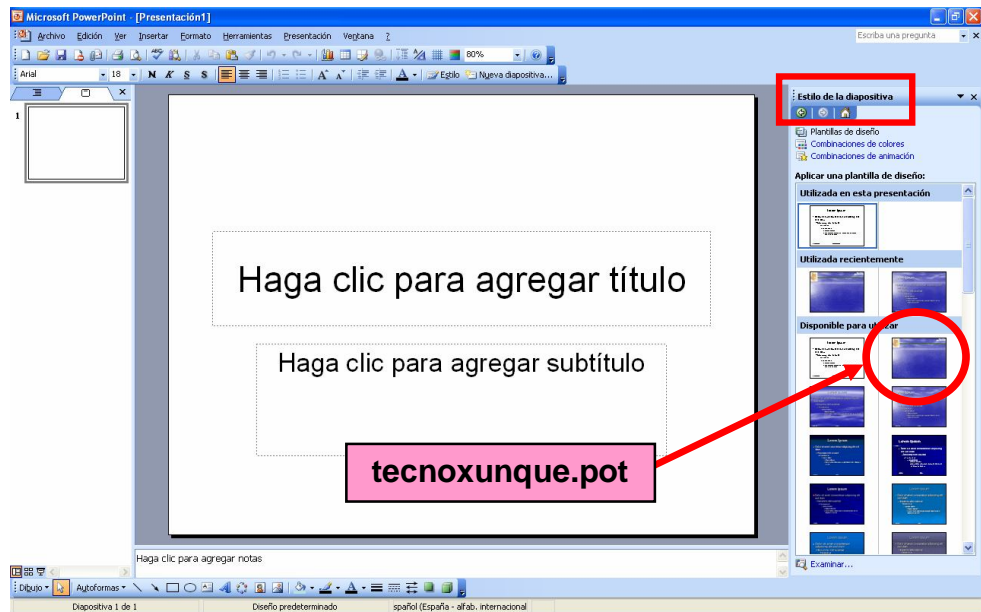 Microsoft PowerPoint - [Presentación1]
Archivo Edición Ver Insertar Formato Herramientas Presentación Ventana ?
Escriba una pregunta
80%
Arial 18 N K S S Estilo Nueva diapositiva...
Estilo de la diapositiva
1
Plantillas de diseño
Combinaciones de colores
Combinaciones de animación
Aplicar una plantilla de diseño:
Utilizada en esta presentación
Utilizada recientemente
Disponible para utilizar
Haga clic para agregar título
Haga clic para agregar subtítulo
tecnoxunque.pot
Haga clic para agregar notas
Examinar...
Dibujo Autoformas
Diapositiva 1 de 1 Diseño predeterminado spañol (España - alfab. internacional